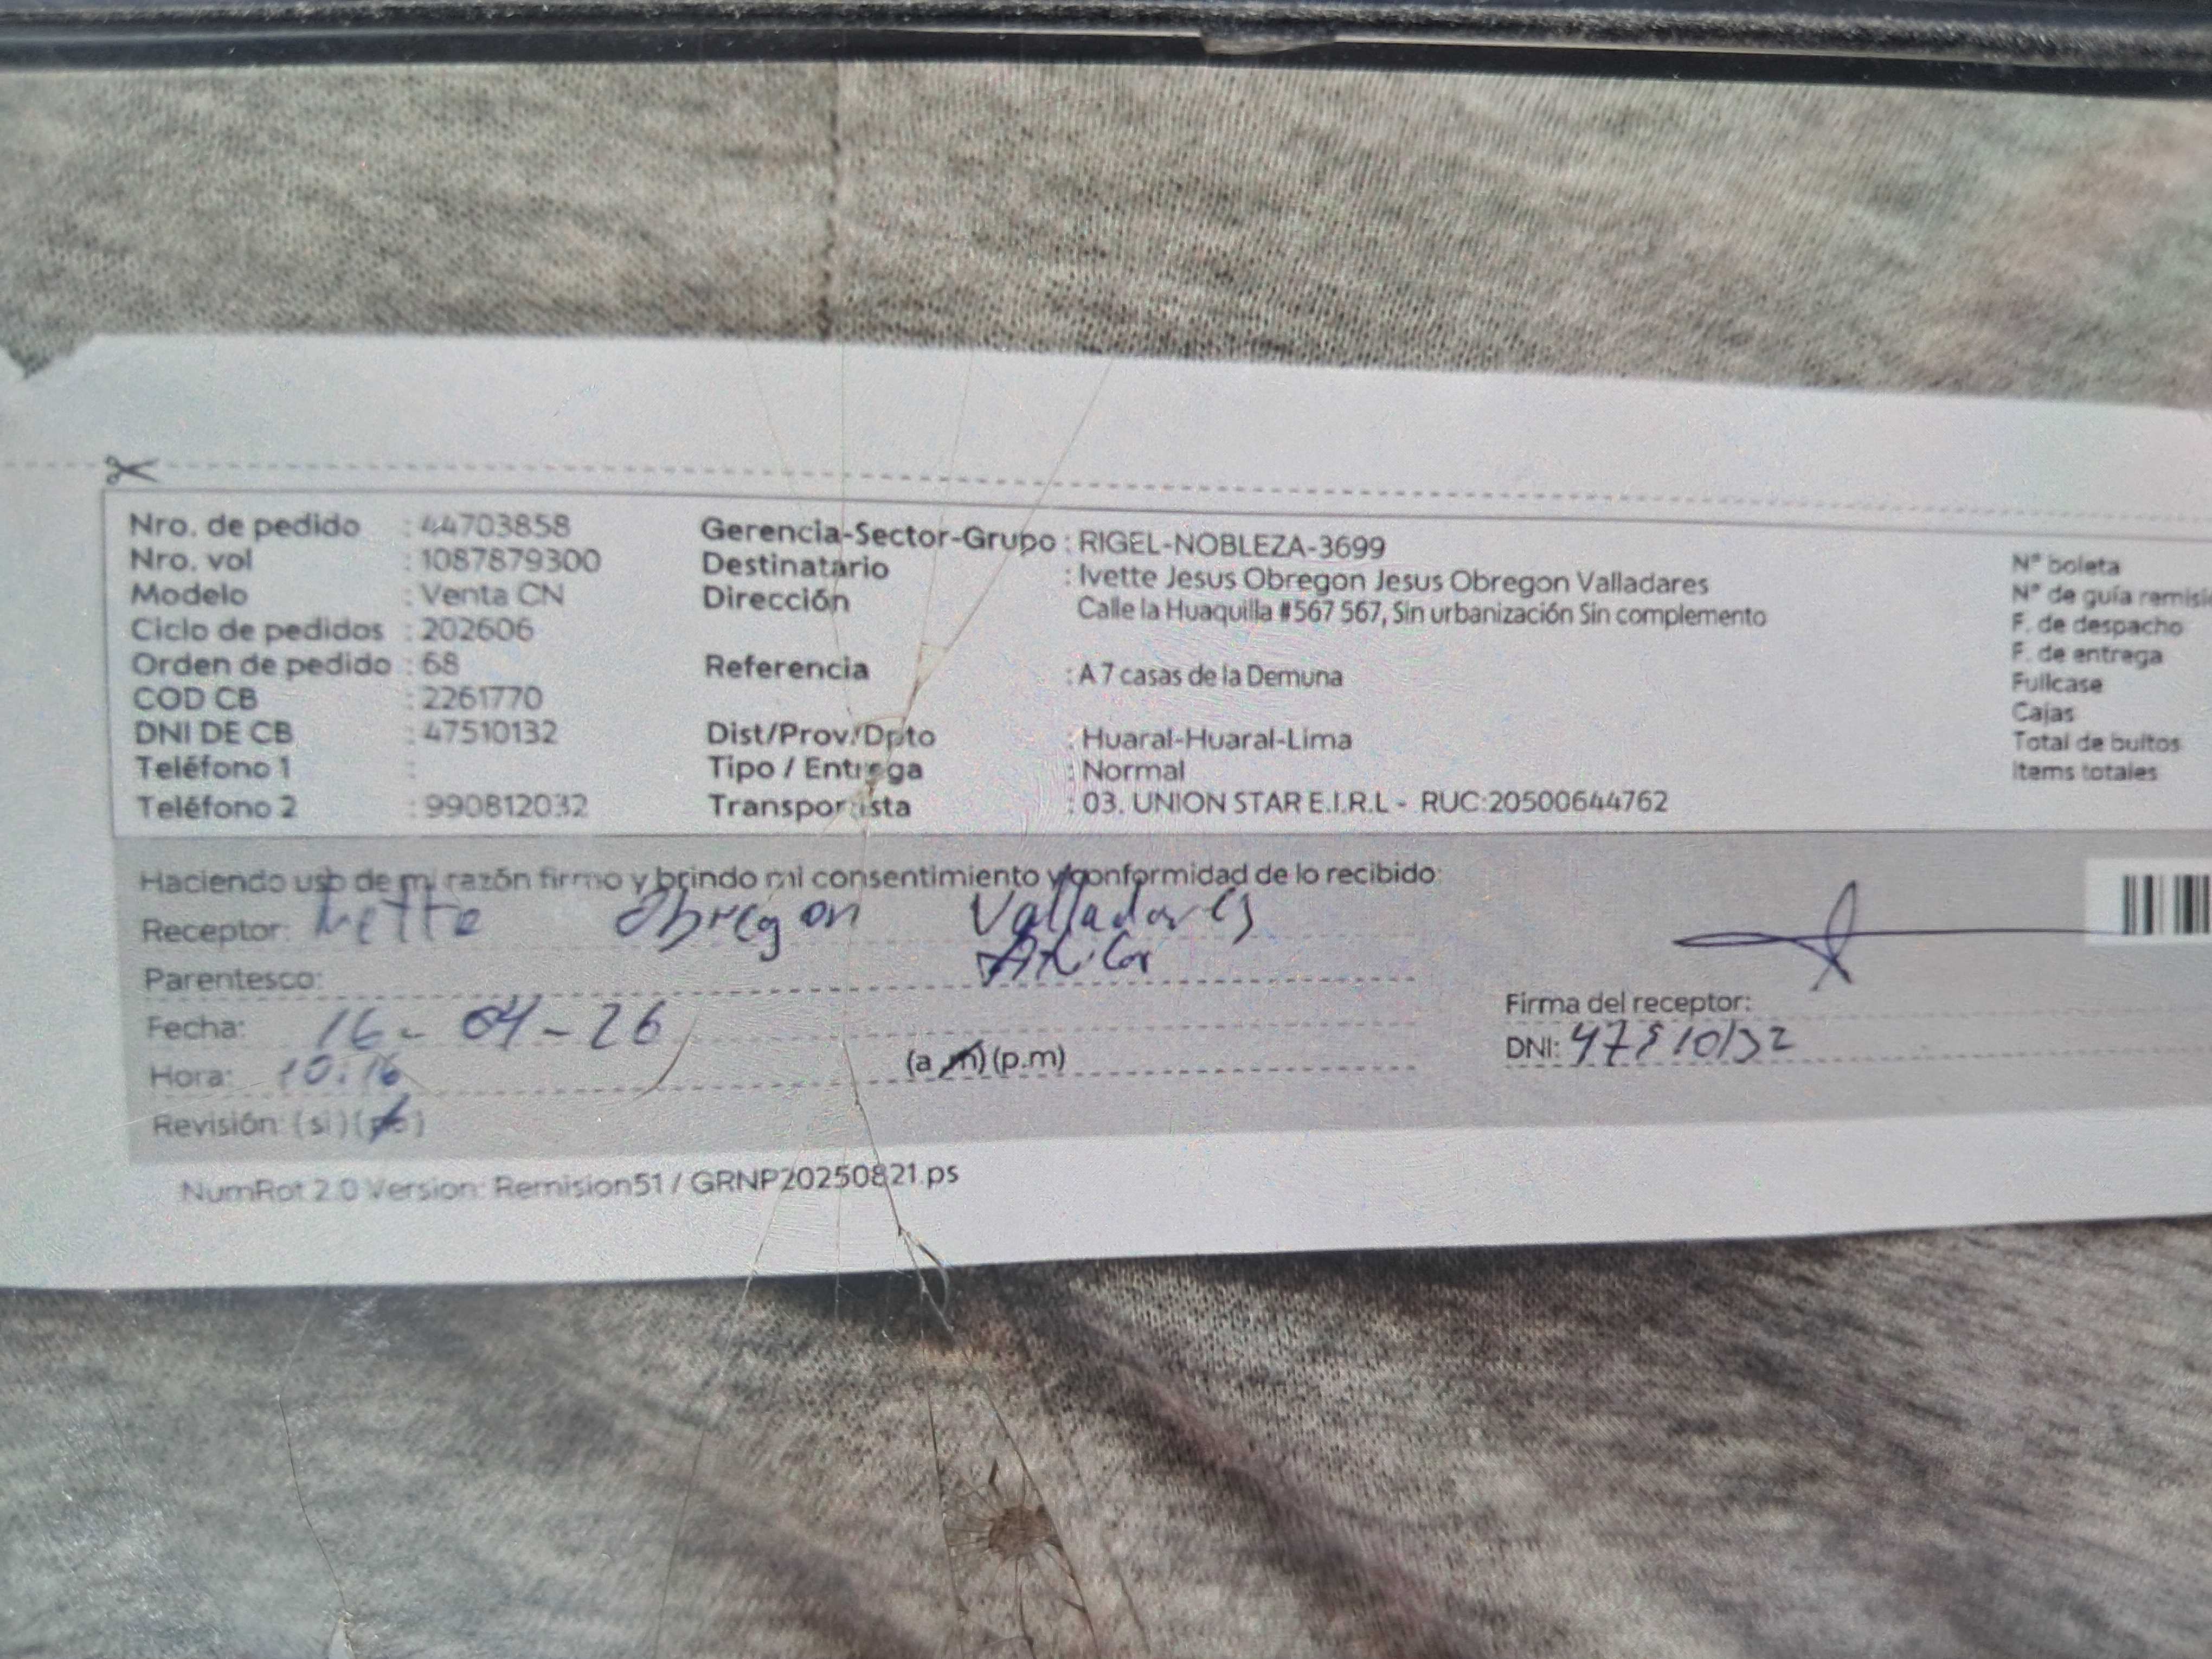 Nro. de pedido : 44703858
Nro. vol : 1087879300
Modelo : Venta CN
Ciclo de pedidos : 202606
Orden de pedido : 68
COD CB : 2261770
DNI DE CB : 47510132
Teléfono 1 :
Teléfono 2 : 990812032
Gerencia-Sector-Grupo : RIGEL-NOBLEZA-3699
Destinatario : Ivette Jesus Obregon Jesus Obregon Valladares
Dirección Calle la Huaquilla #567 567, Sin urbanización Sin complemento
Referencia : A 7 casas de la Demuna
Dist/Prov/Dpto : Huaral-Huaral-Lima
Tipo / Entrega : Normal
Transportista : 03. UNION STAR E.I.R.L - RUC:20500644762
N° boleta
N° de guía
F. de despacho
F. de entrega
Fullcase
Cajas
Total de bultos
Items totales
Haciendo uso de mi razón firmo y brindo mi consentimiento y conformidad de lo recibido:
Receptor: Obregon Valladares
Parentesco:
Fecha: 16-04-26
Hora: 10:16 (a.m) (p.m)
Revisión: (si) (no)
Firma del receptor:
DNI: 47510132
NumRot 2.0 Version: Remision51 / GRNP20250821.ps